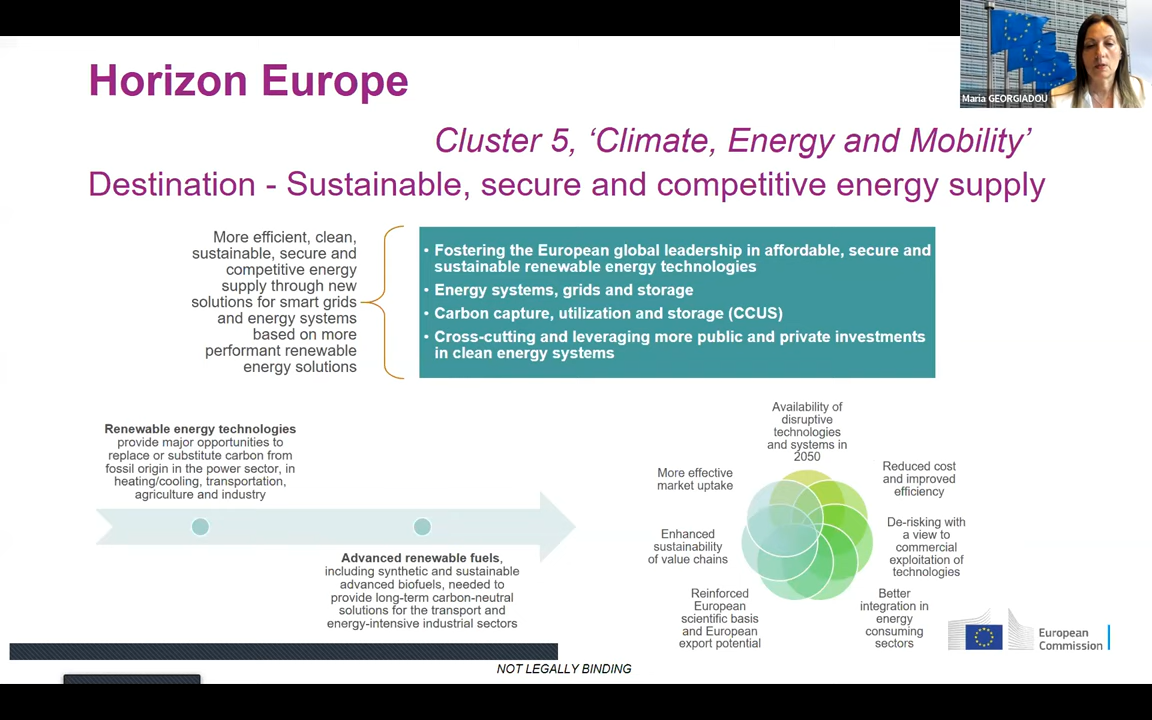 Horizon Europe
Maria GEORGIADOU
Cluster 5, ‘Climate, Energy and Mobility’
Destination - Sustainable, secure and competitive energy supply
More efficient, clean,
sustainable, secure and
competitive energy
supply through new
solutions for smart grids
and energy systems
based on more
performant renewable
energy solutions
• Fostering the European global leadership in affordable, secure and
sustainable renewable energy technologies
• Energy systems, grids and storage
• Carbon capture, utilization and storage (CCUS)
• Cross-cutting and leveraging more public and private investments
in clean energy systems
Renewable energy technologies
provide major opportunities to
replace or substitute carbon from
fossil origin in the power sector, in
heating/cooling, transportation,
agriculture and industry
Advanced renewable fuels,
including synthetic and sustainable
advanced biofuels, needed to
provide long-term carbon-neutral
solutions for the transport and
energy-intensive industrial sectors
Availability of
disruptive
technologies
and systems in
2050
Reduced cost
and improved
efficiency
De-risking with
a view to
commercial
exploitation of
technologies
Better
integration in
energy
consuming
sectors
Reinforced
European
scientific basis
and European
export potential
Enhanced
sustainability
of value chains
More effective
market uptake
European
Commission
NOT LEGALLY BINDING